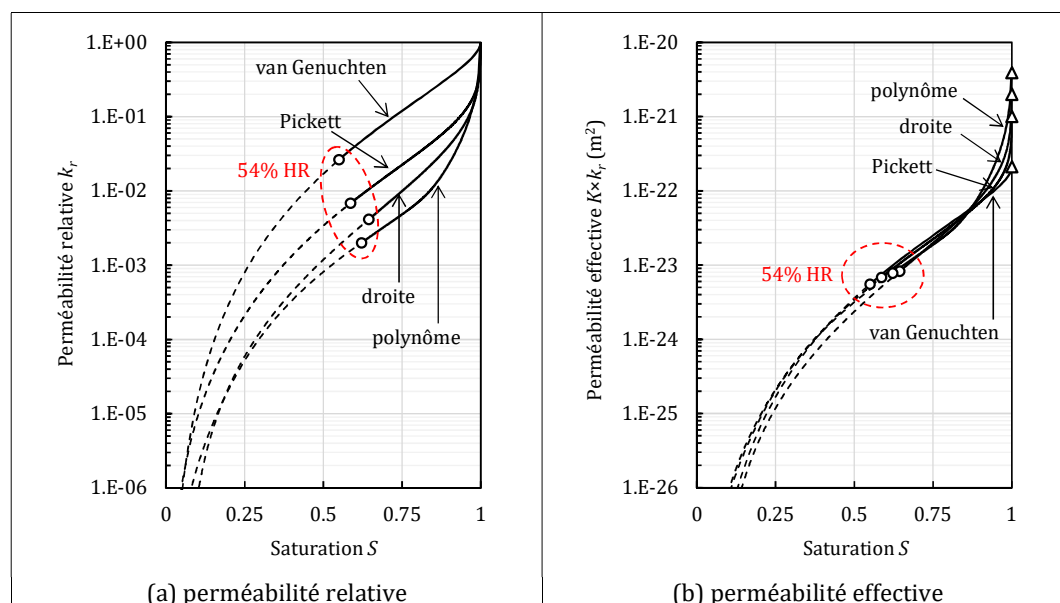 1.E+00
1.E-01
1.E-02
1.E-03
1.E-04
1.E-05
1.E-06
Perméabilité relative kr
van Genuchten
Pickett
54% HR
droite
polynôme
0 0.25 0.5 0.75 1
Saturation S
(a) perméabilité relative
1.E-20
1.E-21
1.E-22
1.E-23
1.E-24
1.E-25
1.E-26
Perméabilité effective K×kr (m²)
polynôme
droite
Pickett
54% HR
van Genuchten
0 0.25 0.5 0.75 1
Saturation S
(b) perméabilité effective